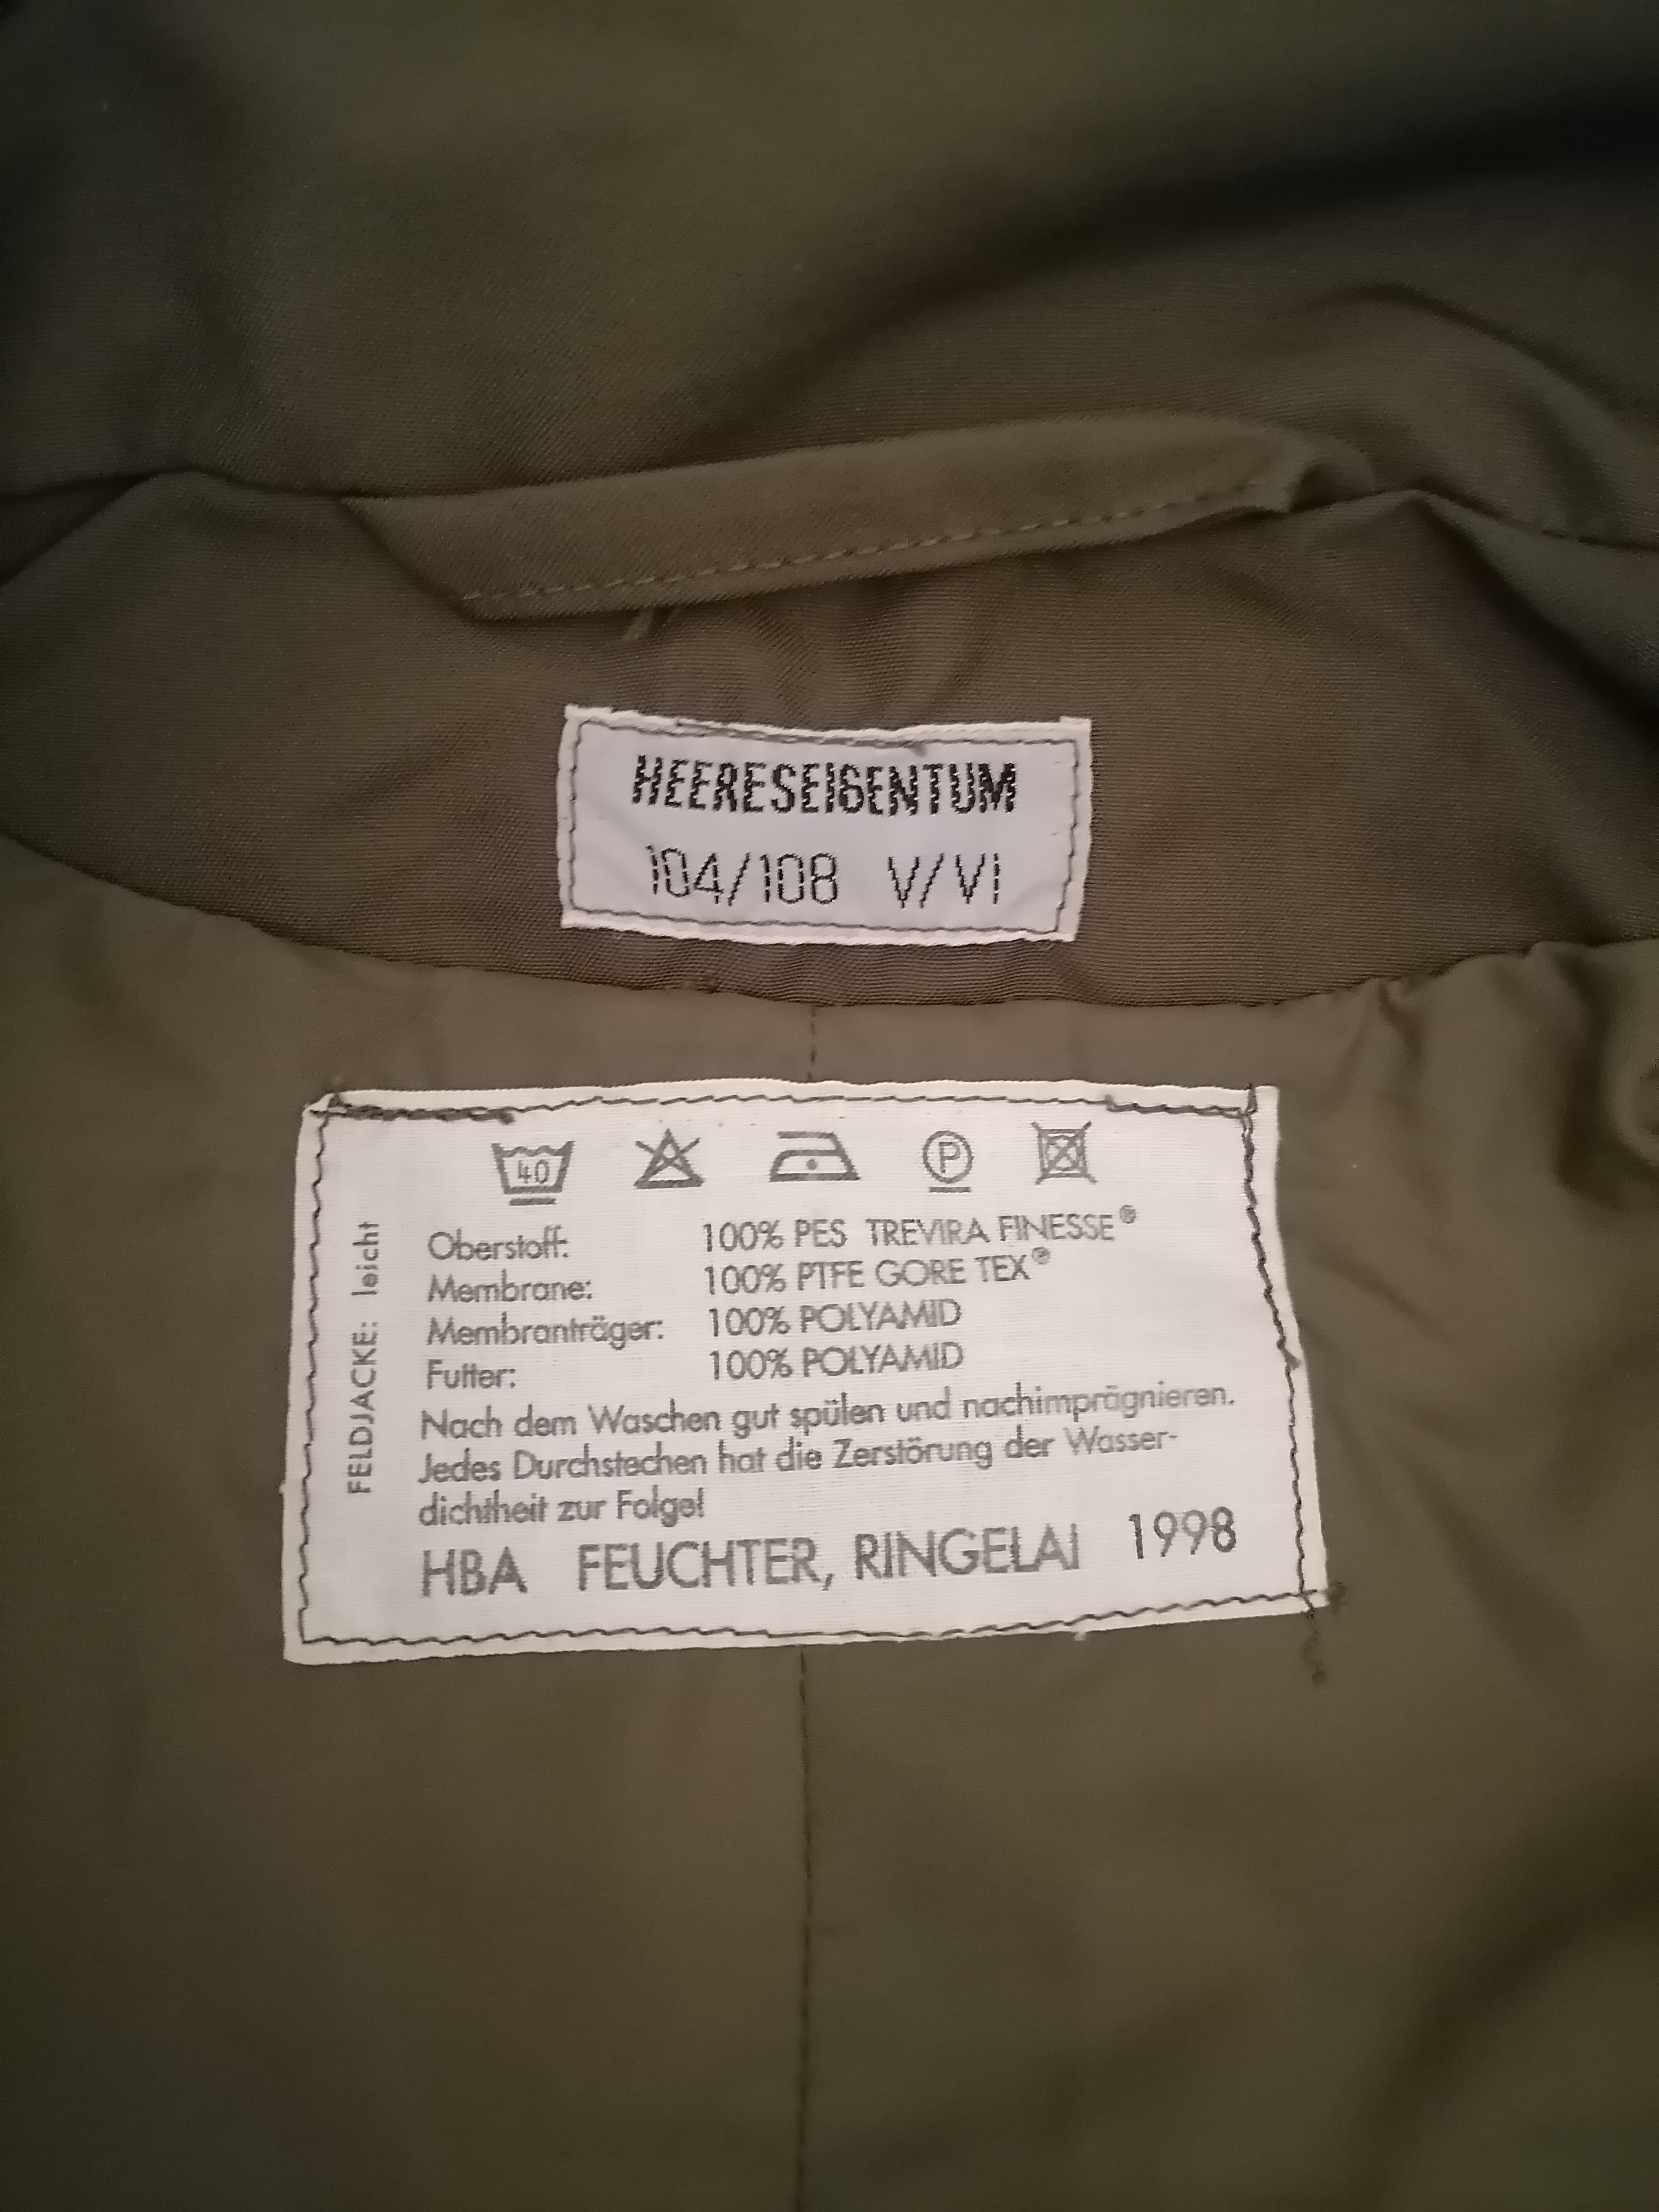 HEERESEIGENTUM
104/108 V/VI
40 P
FELDJACKE: leicht
Oberstoff: 100% PES TREVIRA FINESSE®
Membrane: 100% PTFE GORE TEX®
Membranträger: 100% POLYAMID
Futter: 100% POLYAMID
Nach dem Waschen gut spülen und nachimprägnieren.
Jedes Durchstechen hat die Zerstörung der Wasser-
dichtheit zur Folge!
HBA FEUCHTER, RINGELAI 1998